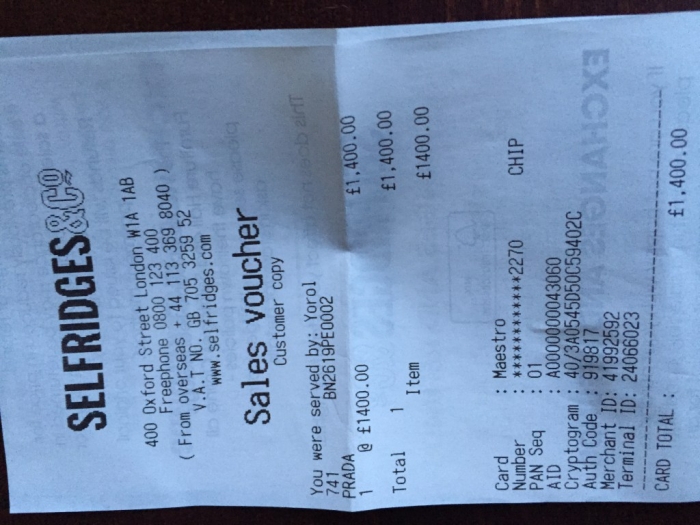 SELFRIDGES&CO
400 Oxford Street London W1A 1AB
Freephone 0800 123 400
( From overseas + 44 113 369 8040 )
V.A.T NO. GB 705 3259 52
www.selfridges.com
Sales voucher
Customer copy
You were served by: Yorol
741 BN2619PE0002
PRADA
1 @ £1400.00 £1,400.00
Total 1 Item £1,400.00
£1400.00
Card : Maestro
Number : ************2270 CHIP
PAN Seq : 01
AID : A0000000043060
Cryptogram : 40/3A0545D50C59402C
Auth Code : 919817
Merchant ID: 41992592
Terminal ID: 24066023
CARD TOTAL : £1,400.00